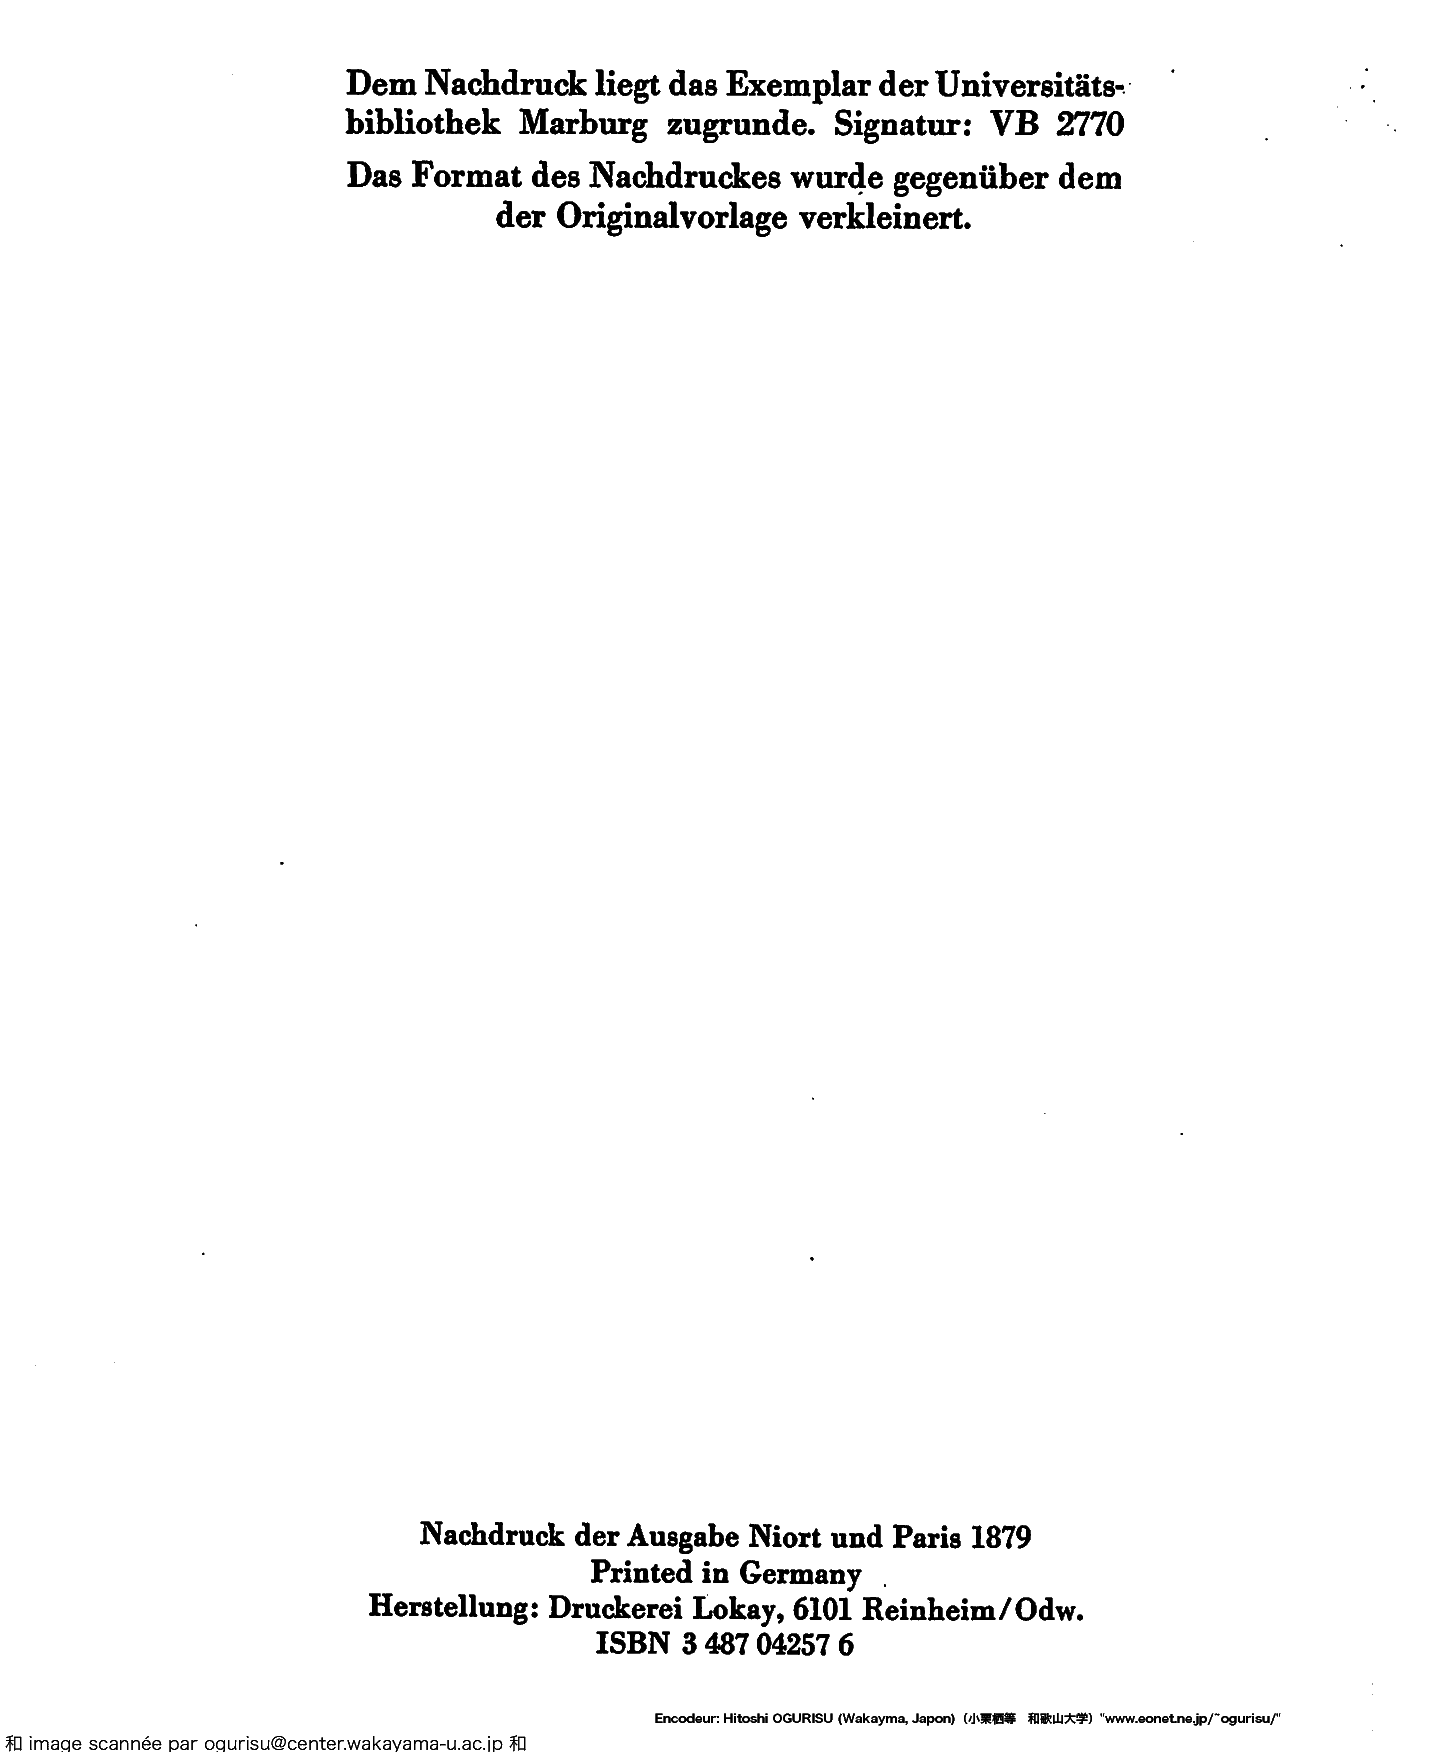 Dem Nachdruck liegt das Exemplar der Universitäts-
bibliothek Marburg zugrunde. Signatur: VB 2770
Das Format des Nachdruckes wurde gegenüber dem
der Originalvorlage verkleinert.
Nachdruck der Ausgabe Niort und Paris 1879
Printed in Germany
Herstellung: Druckerei Lokay, 6101 Reinheim/Odw.
ISBN 3 487 04257 6
Encodeur: Hitoshi OGURISU (Wakayma, Japon) (小栗栖等 和歌山大学) "www.eonet.ne.jp/~ogurisu/"
和 image scannée par ogurisu@center.wakayama-u.ac.jp 和